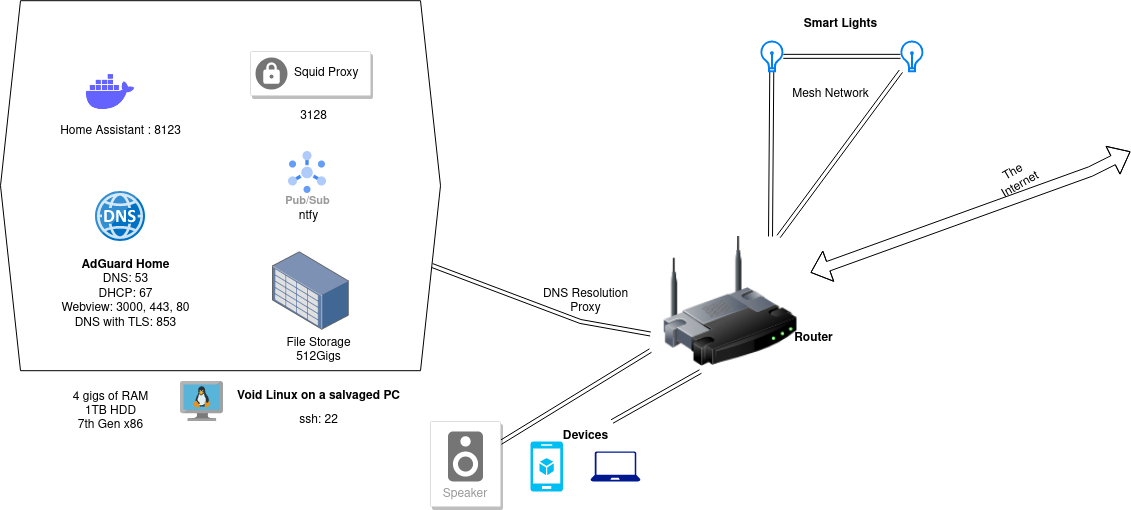 Smart Lights
Squid Proxy
Mesh Network
3128
Home Assistant : 8123
The
Internet
Pub/Sub
ntfy
DNS
AdGuard Home
DNS: 53
DHCP: 67
Webview: 3000, 443, 80
DNS with TLS: 853
DNS Resolution
Proxy
File Storage
512Gigs
Router
4 gigs of RAM
1TB HDD
7th Gen x86
Void Linux on a salvaged PC
ssh: 22
Devices
Speaker